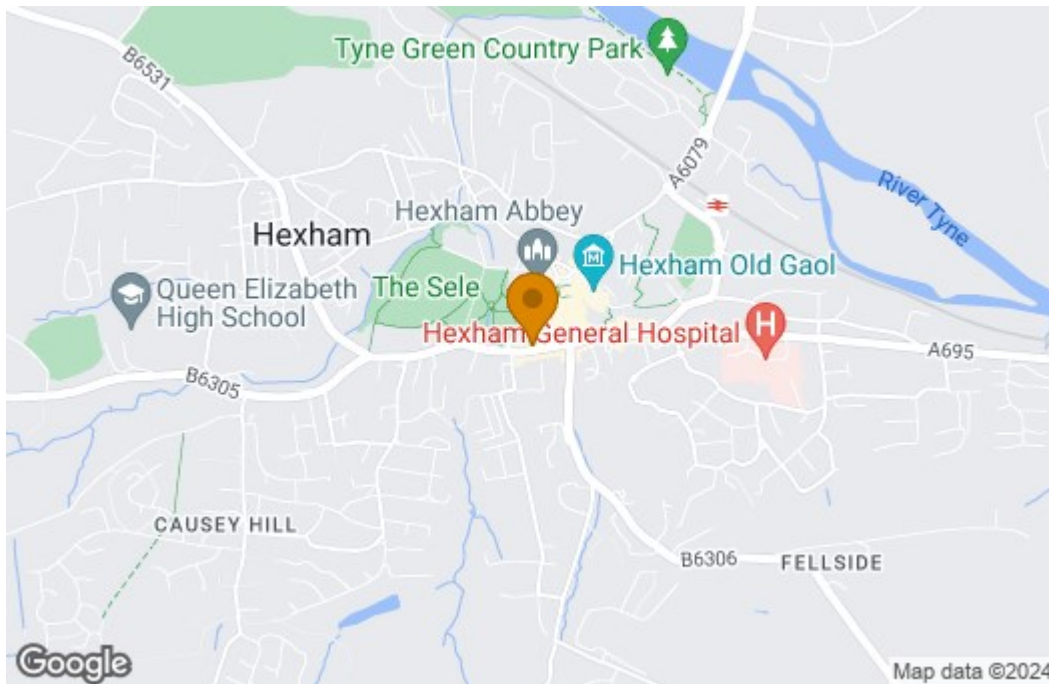 Tyne Green Country Park
B6531
A6079
River Tyne
Hexham Abbey
Hexham
Hexham Old Gaol
The Sele
Queen Elizabeth
High School
Hexham General Hospital
H
A695
B6305
CAUSEY HILL
B6306
FELLSIDE
Google
Map data ©2024